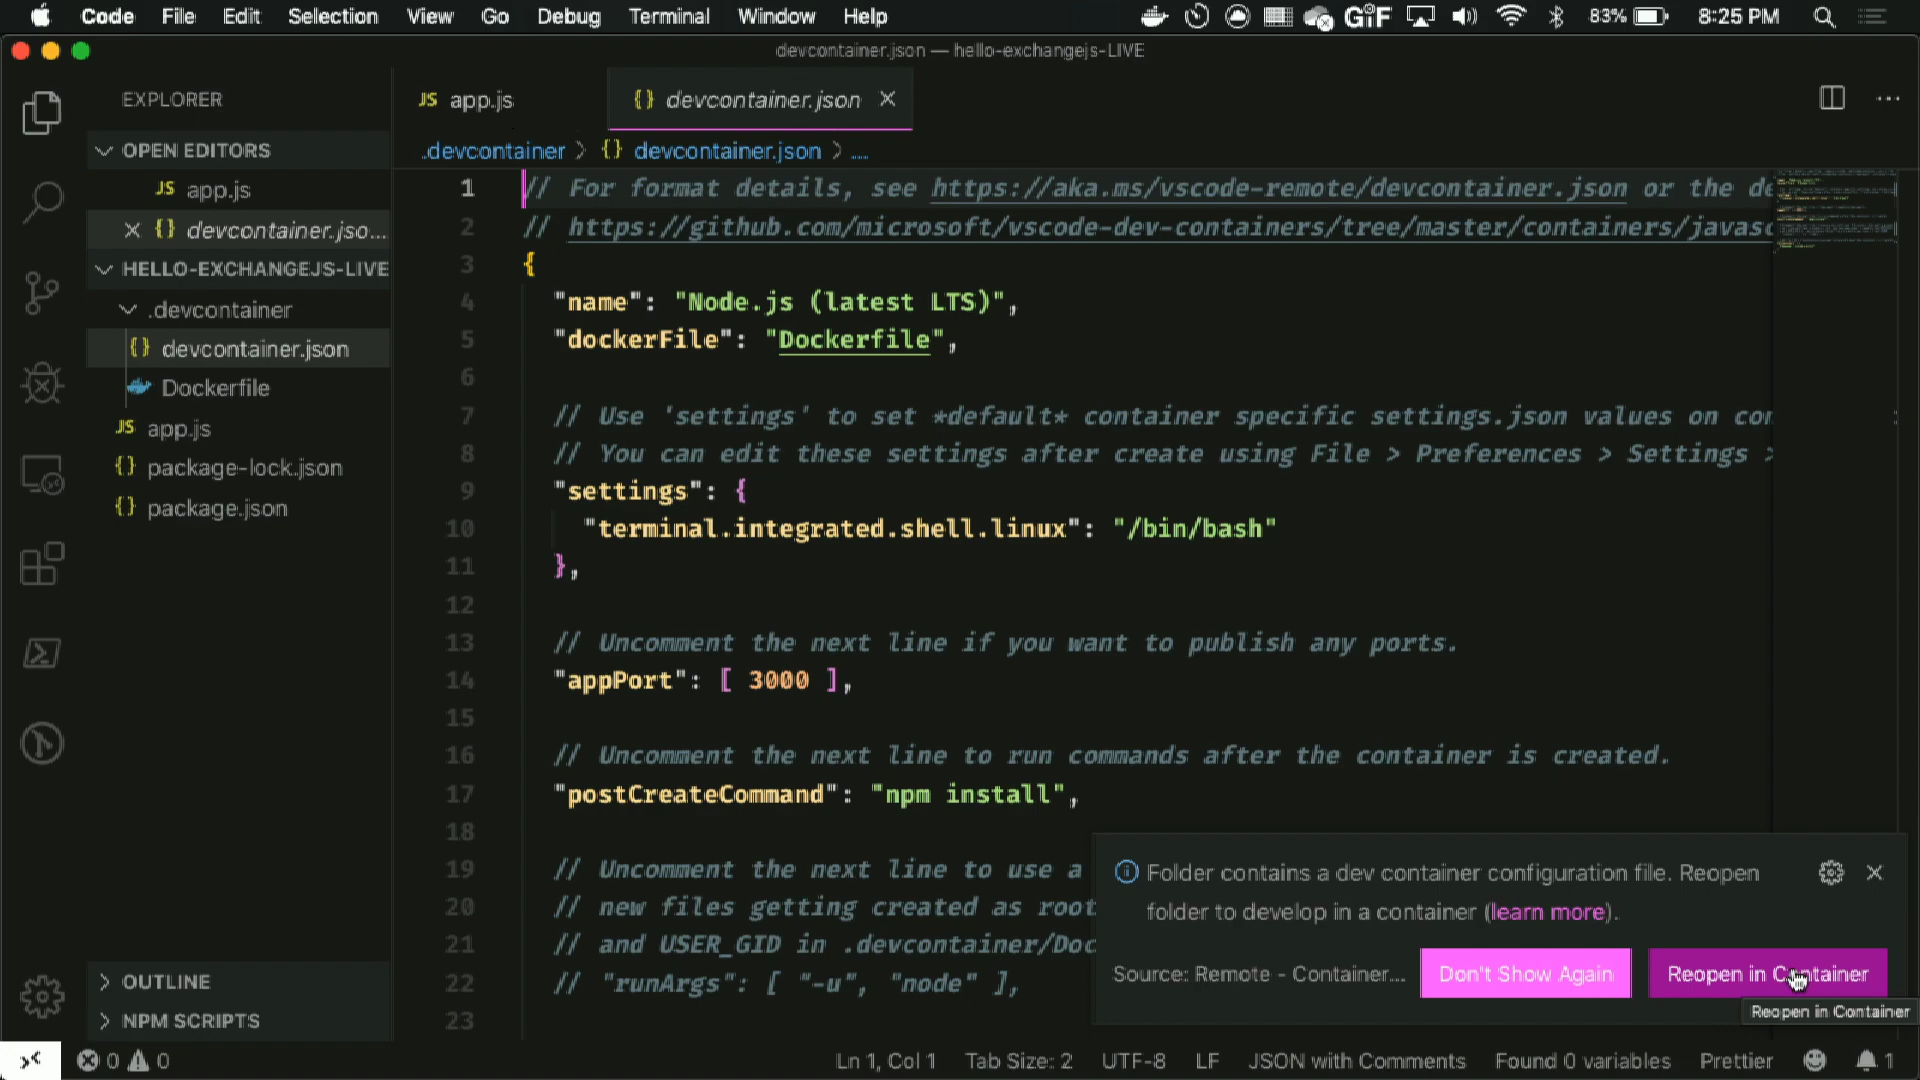 Code File Edit Selection View Go Debug Terminal Window Help GIF 83% 8:25 PM
devcontainer.json — hello-exchangejs-LIVE
EXPLORER
OPEN EDITORS
JS app.js
{} devcontainer.jso...
HELLO-EXCHANGEJS-LIVE
.devcontainer
{} devcontainer.json
Dockerfile
JS app.js
{} package-lock.json
{} package.json
OUTLINE
NPM SCRIPTS
JS app.js
{} devcontainer.json
.devcontainer > {} devcontainer.json > ...
1 // For format details, see https://aka.ms/vscode-remote/devcontainer.json or the de
2 // https://github.com/microsoft/vscode-dev-containers/tree/master/containers/javasc
3 {
4 "name": "Node.js (latest LTS)",
5 "dockerFile": "Dockerfile",
6
7 // Use 'settings' to set *default* container specific settings.json values on con
8 // You can edit these settings after create using File > Preferences > Settings >
9 "settings": {
10 "terminal.integrated.shell.linux": "/bin/bash"
11 },
12
13 // Uncomment the next line if you want to publish any ports.
14 "appPort": [ 3000 ],
15
16 // Uncomment the next line to run commands after the container is created.
17 "postCreateCommand": "npm install",
18
19 // Uncomment the next line to use a
20 // new files getting created as root
21 // and USER_GID in .devcontainer/Doc
22 // "runArgs": [ "-u", "node" ],
23
Folder contains a dev container configuration file. Reopen
folder to develop in a container (learn more).
Source: Remote - Container...
Don't Show Again
Reopen in Container
Reopen in Container
0 0 Ln 1, Col 1 Tab Size: 2 UTF-8 LF JSON with Comments Found 0 variables Prettier 1